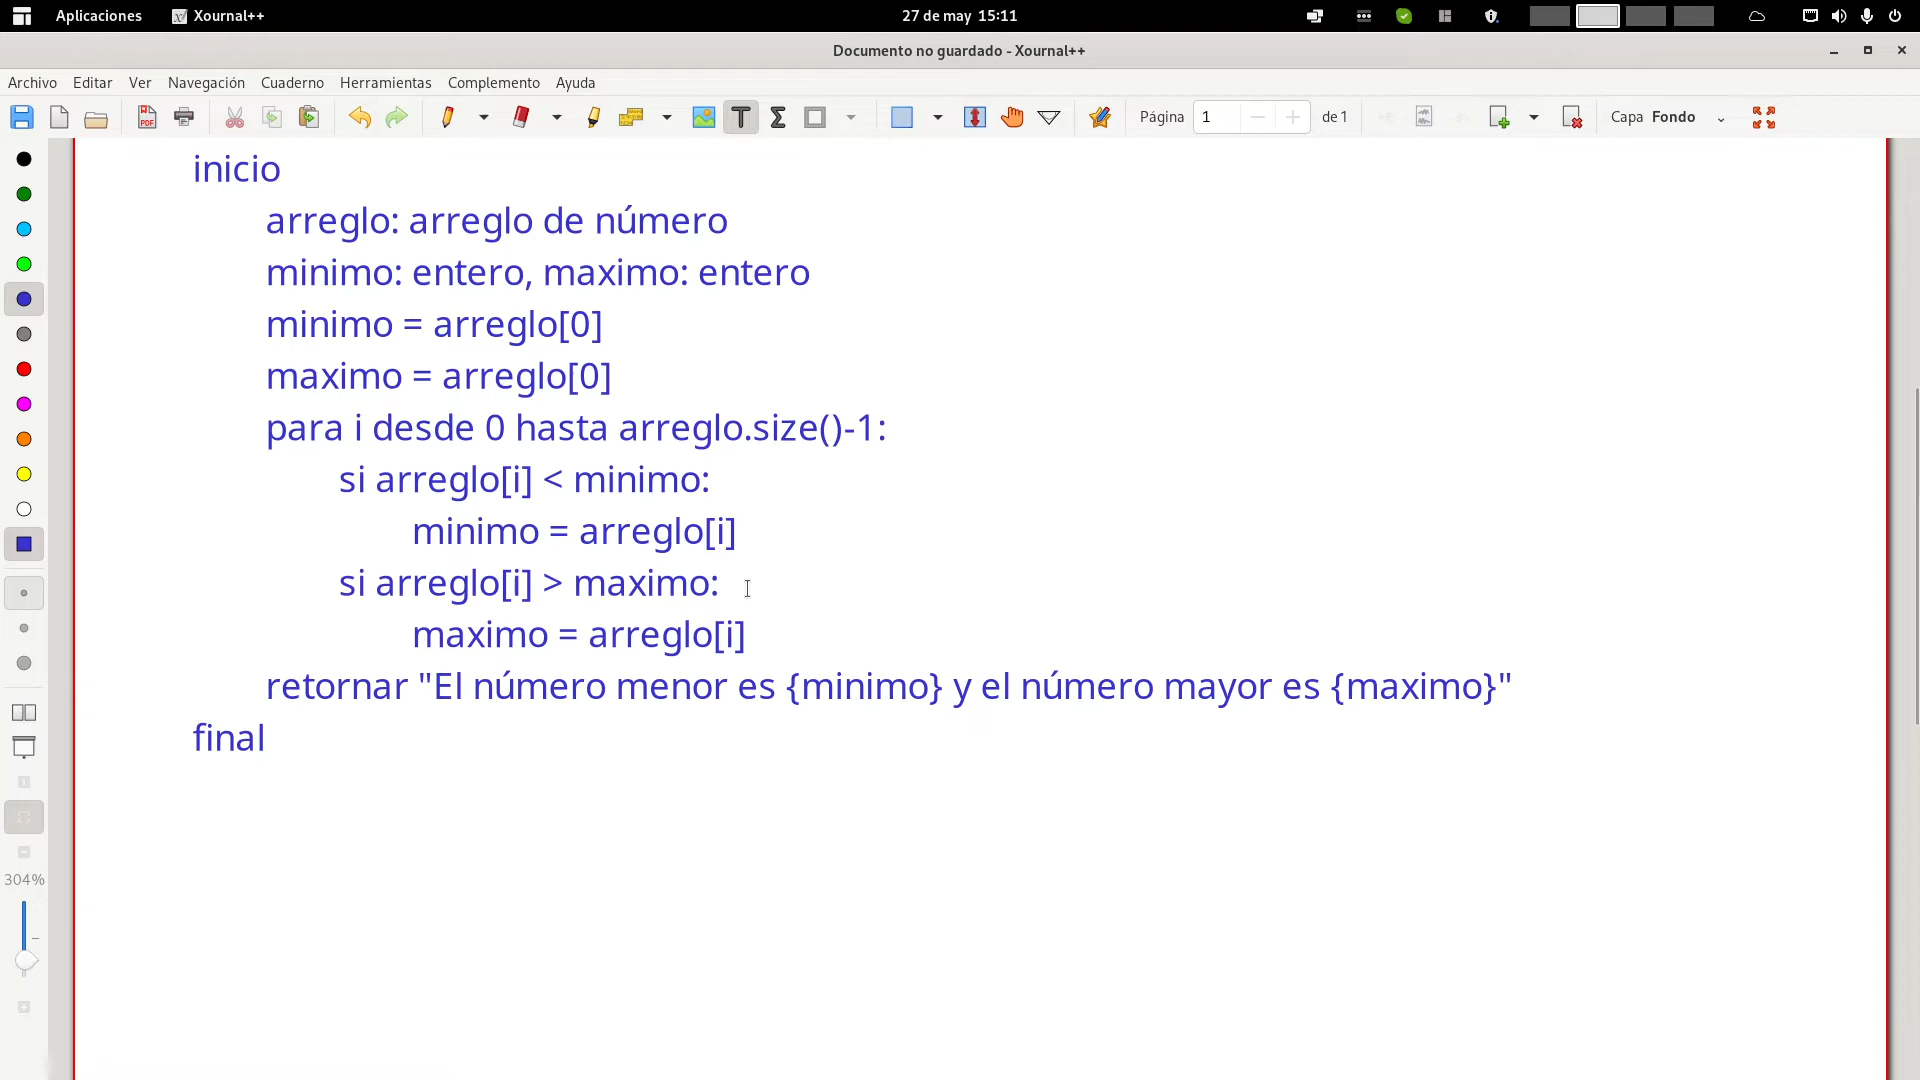 Aplicaciones Xournal++ 27 de may 15:11
Documento no guardado - Xournal++
Archivo Editar Ver Navegación Cuaderno Herramientas Complemento Ayuda
Página 1 de 1 Capa Fondo
inicio
arreglo: arreglo de número
minimo: entero, maximo: entero
minimo = arreglo[0]
maximo = arreglo[0]
para i desde 0 hasta arreglo.size()-1:
si arreglo[i] < minimo:
minimo = arreglo[i]
si arreglo[i] > maximo:
maximo = arreglo[i]
retornar "El número menor es {minimo} y el número mayor es {maximo}"
final
304%